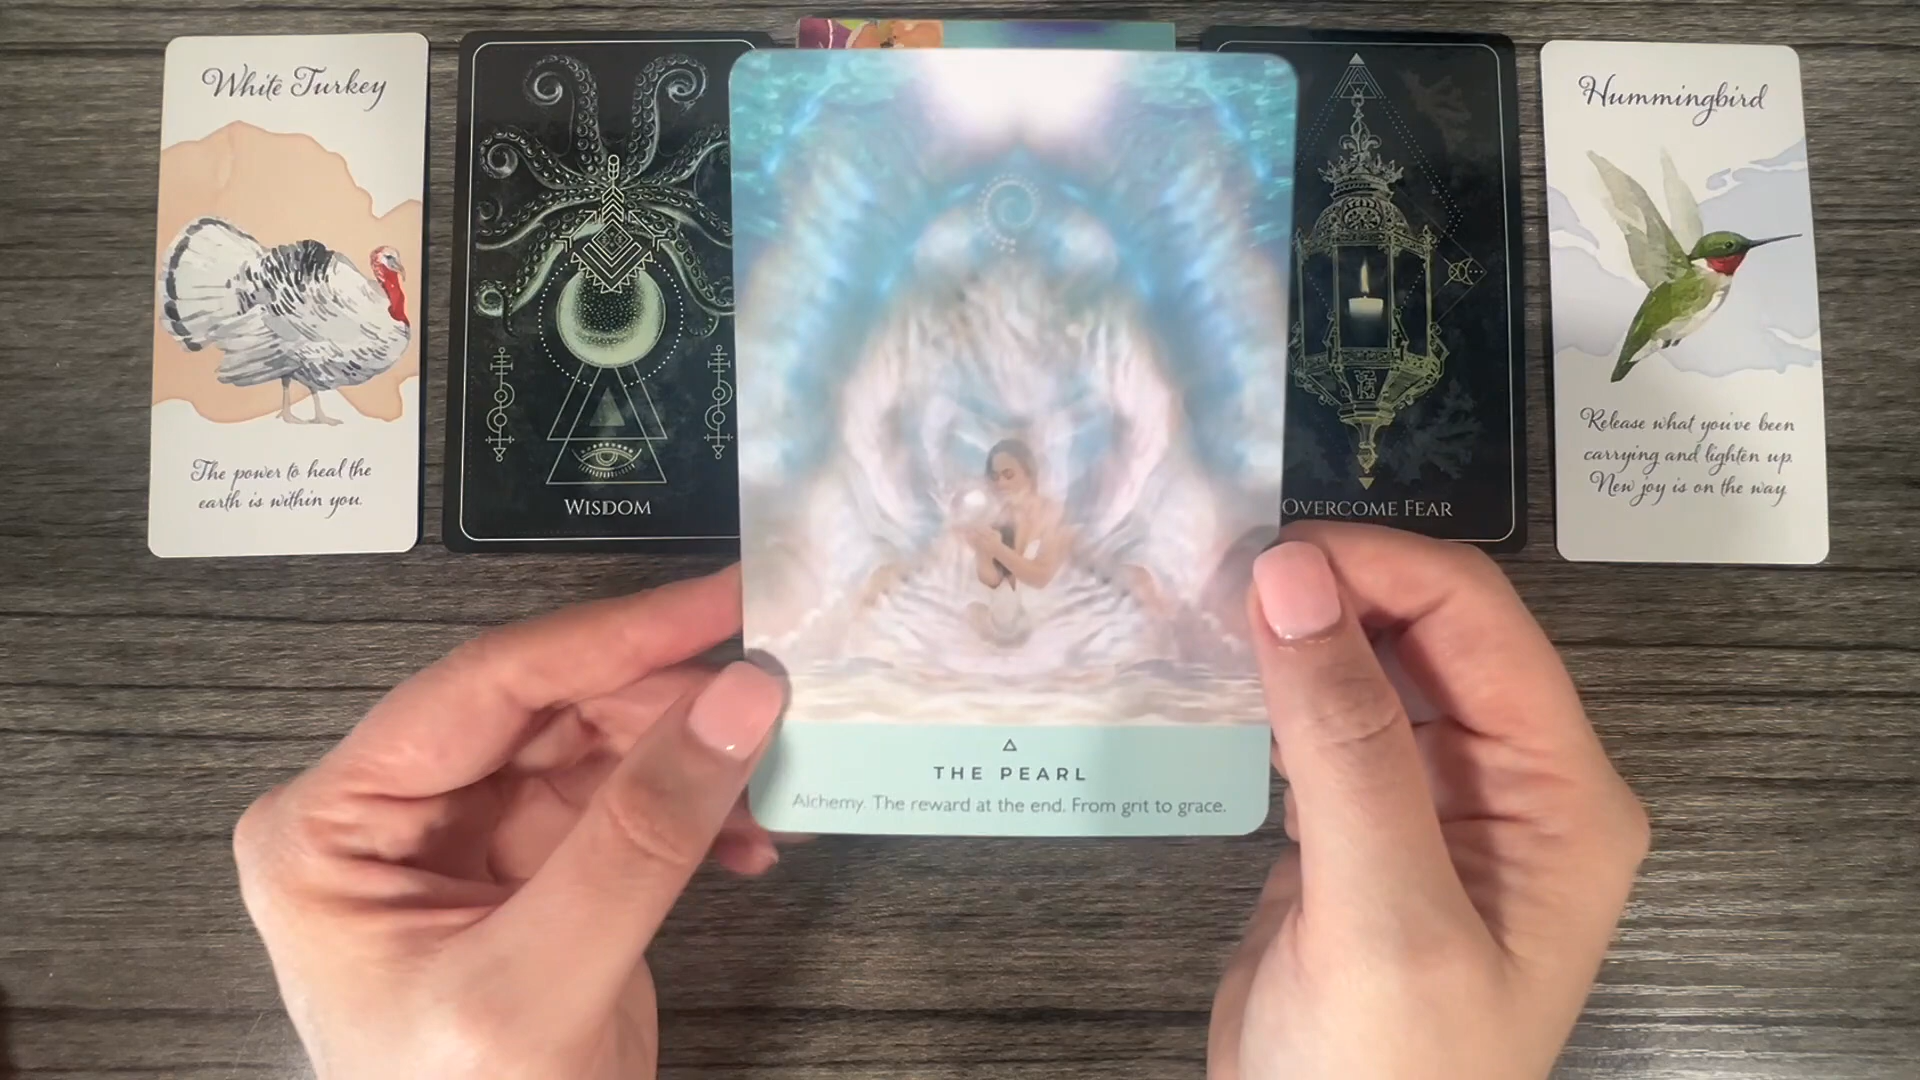 White Turkey
The power to heal the
earth is within you.
WISDOM
THE PEARL
Alchemy. The reward at the end. From grit to grace.
OVERCOME FEAR
Hummingbird
Release what you've been
carrying and lighten up.
New joy is on the way.